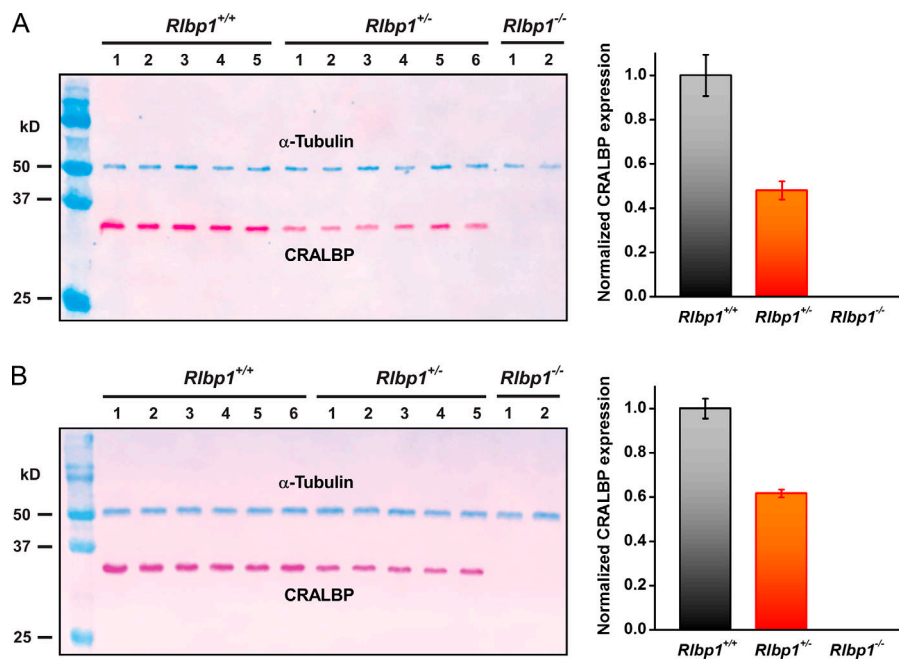 A
Rlbp1+/+ Rlbp1+/- Rlbp1-/-
1 2 3 4 5 1 2 3 4 5 6 1 2
kD
α-Tubulin
50
37
CRALBP
25
Normalized CRALBP expression
1.0
0.8
0.6
0.4
0.2
0.0
Rlbp1+/+ Rlbp1+/- Rlbp1-/-
B
Rlbp1+/+ Rlbp1+/- Rlbp1-/-
1 2 3 4 5 6 1 2 3 4 5 1 2
kD
α-Tubulin
50
37
CRALBP
25
Normalized CRALBP expression
1.0
0.8
0.6
0.4
0.2
0.0
Rlbp1+/+ Rlbp1+/- Rlbp1-/-